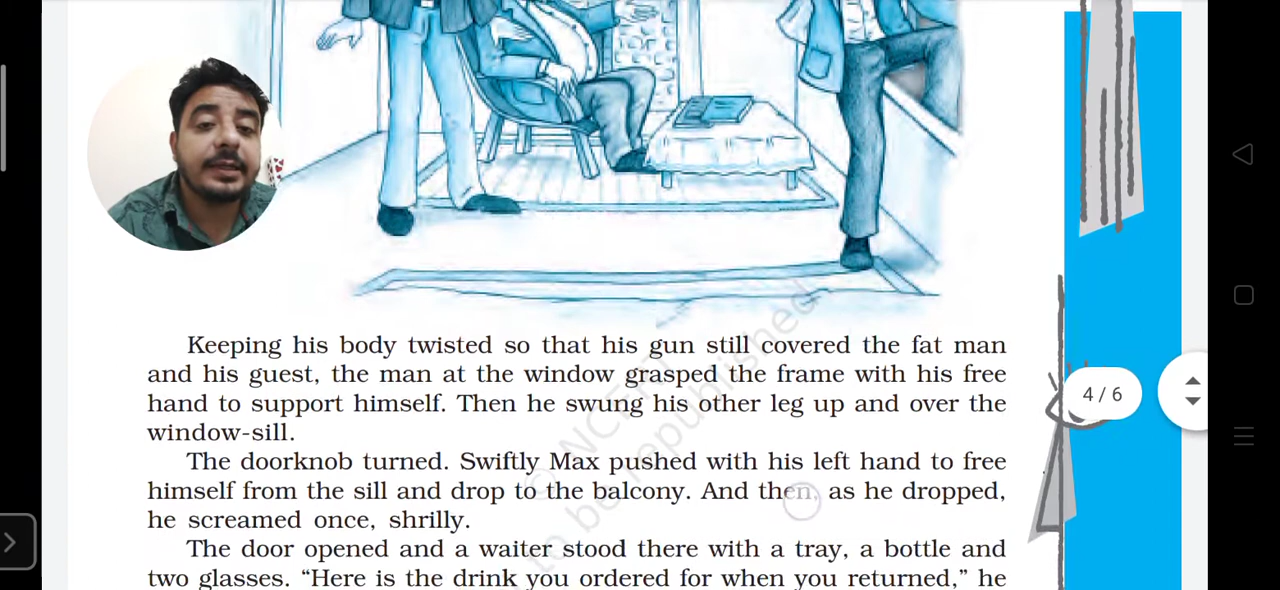 Keeping his body twisted so that his gun still covered the fat man
and his guest, the man at the window grasped the frame with his free
hand to support himself. Then he swung his other leg up and over the
window-sill.
The doorknob turned. Swiftly Max pushed with his left hand to free
himself from the sill and drop to the balcony. And then, as he dropped,
he screamed once, shrilly.
The door opened and a waiter stood there with a tray, a bottle and
two glasses. “Here is the drink you ordered for when you returned,” he
© NCERT
to be republished
4 / 6